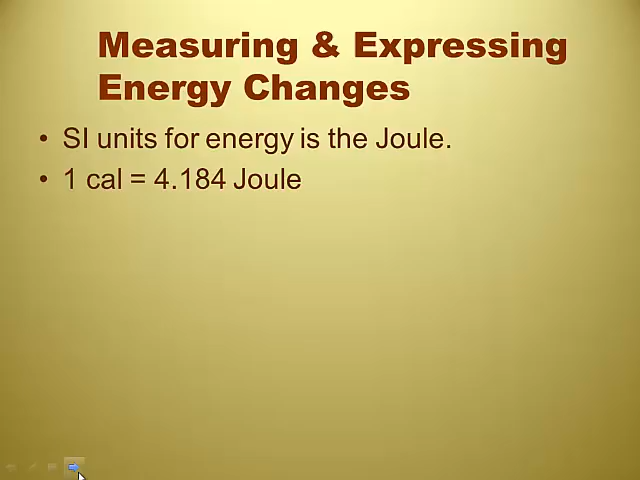 Measuring & Expressing
Energy Changes
• SI units for energy is the Joule.
• 1 cal = 4.184 Joule